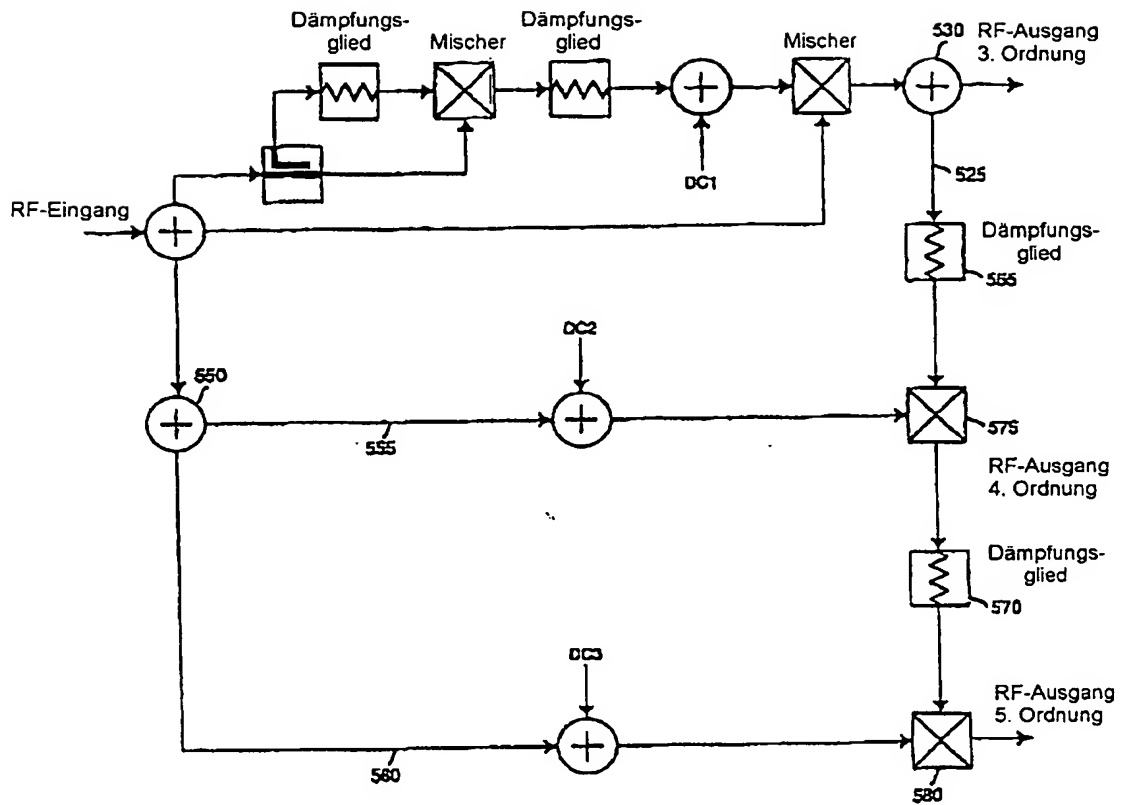 Dämpfungs-
glied
Mischer
Dämpfungs-
glied
Mischer
530
RF-Ausgang
3. Ordnung
DC1
525
RF-Eingang
Dämpfungs-
glied
565
DC2
550
555
575
RF-Ausgang
4. Ordnung
Dämpfungs-
glied
570
DC3
RF-Ausgang
5. Ordnung
560
580